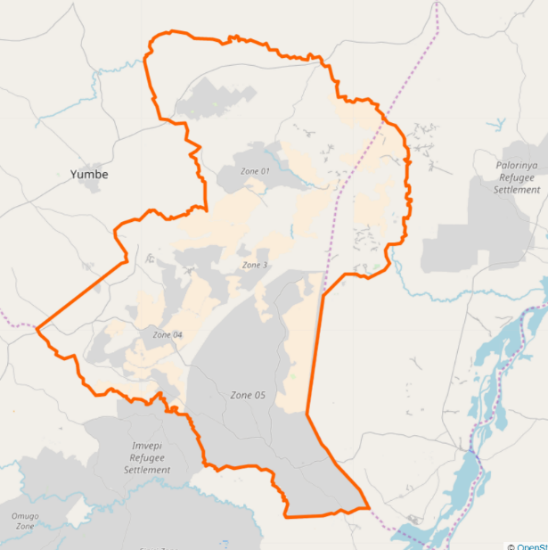 Zone 01
Yumbe
Palorinya
Refugee
Settlement
Zone 3
Zone 04
Zone 05
Imvepi
Refugee
Settlement
Omugo
Zone
© OpenSt